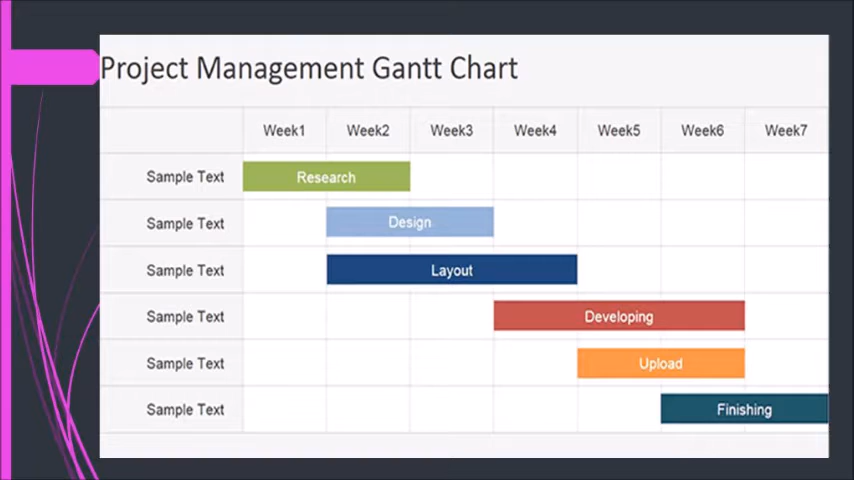 Project Management Gantt Chart
Week1 Week2 Week3 Week4 Week5 Week6 Week7
Sample Text Research
Sample Text Design
Sample Text Layout
Sample Text Developing
Sample Text Upload
Sample Text Finishing